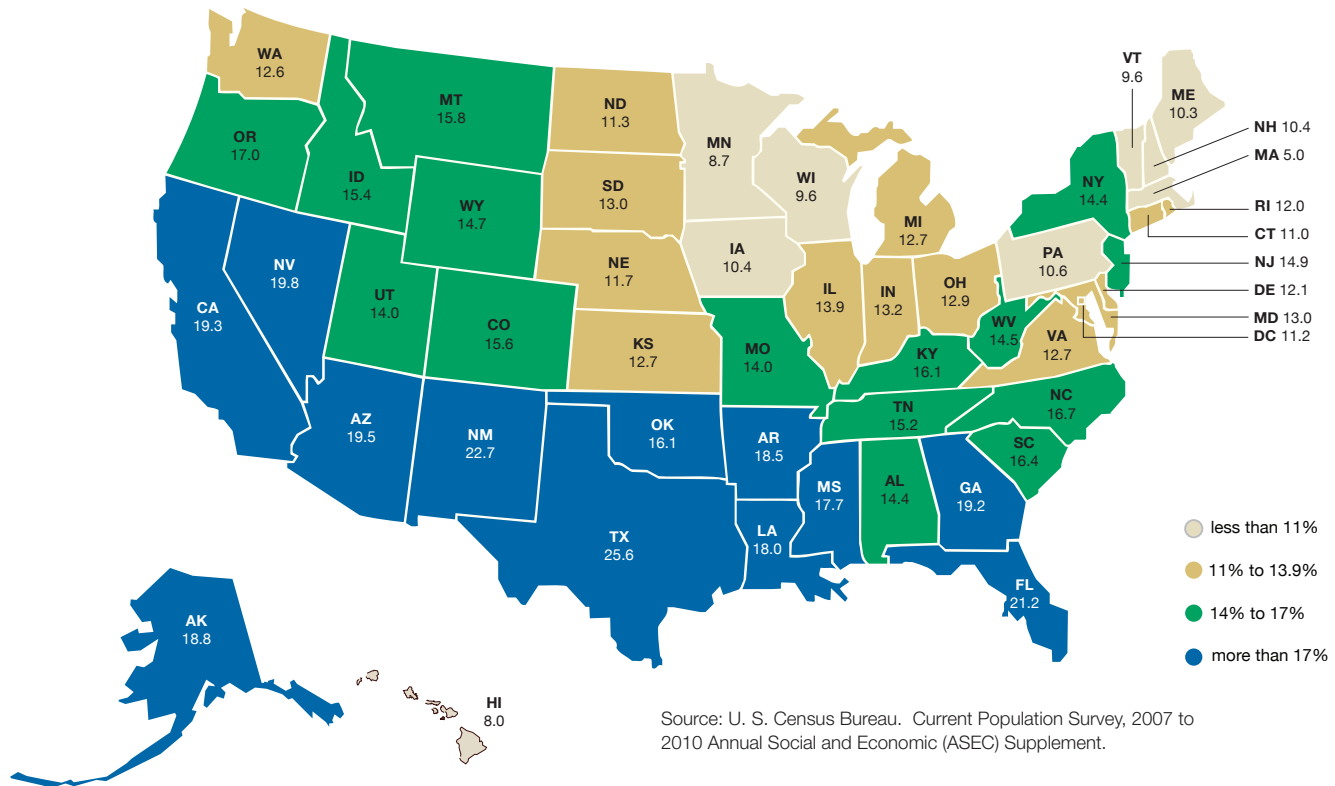 WA
12.6
OR
17.0
CA
19.3
NV
19.8
ID
15.4
MT
15.8
WY
14.7
UT
14.0
CO
15.6
AZ
19.5
NM
22.7
ND
11.3
SD
13.0
NE
11.7
KS
12.7
OK
16.1
TX
25.6
MN
8.7
IA
10.4
MO
14.0
AR
18.5
LA
18.0
WI
9.6
IL
13.9
MS
17.7
MI
12.7
IN
13.2
OH
12.9
KY
16.1
TN
15.2
AL
14.4
GA
19.2
FL
21.2
SC
16.4
NC
16.7
WV
14.5
VA
12.7
PA
10.6
NY
14.4
VT
9.6
ME
10.3
NH 10.4
MA 5.0
RI 12.0
CT 11.0
NJ 14.9
DE 12.1
MD 13.0
DC 11.2
AK
18.8
HI
8.0
less than 11%
11% to 13.9%
14% to 17%
more than 17%
Source: U. S. Census Bureau. Current Population Survey, 2007 to
2010 Annual Social and Economic (ASEC) Supplement.